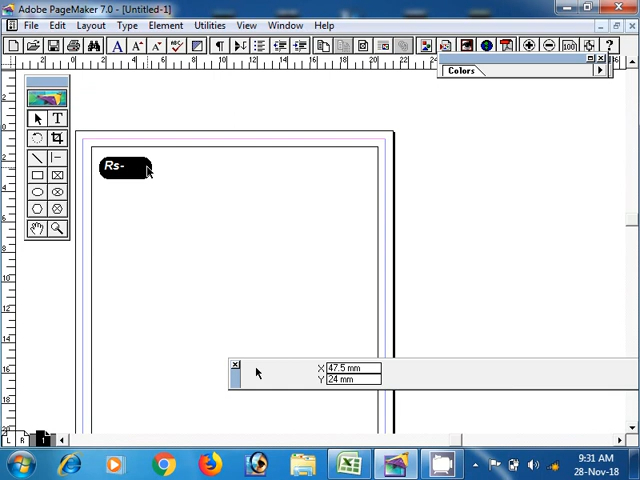 Adobe PageMaker 7.0 - [Untitled-1]
File Edit Layout Type Element Utilities View Window Help
Colors
Rs-
X 47.5 mm
Y 24 mm
L R 1
9:31 AM
28-Nov-18